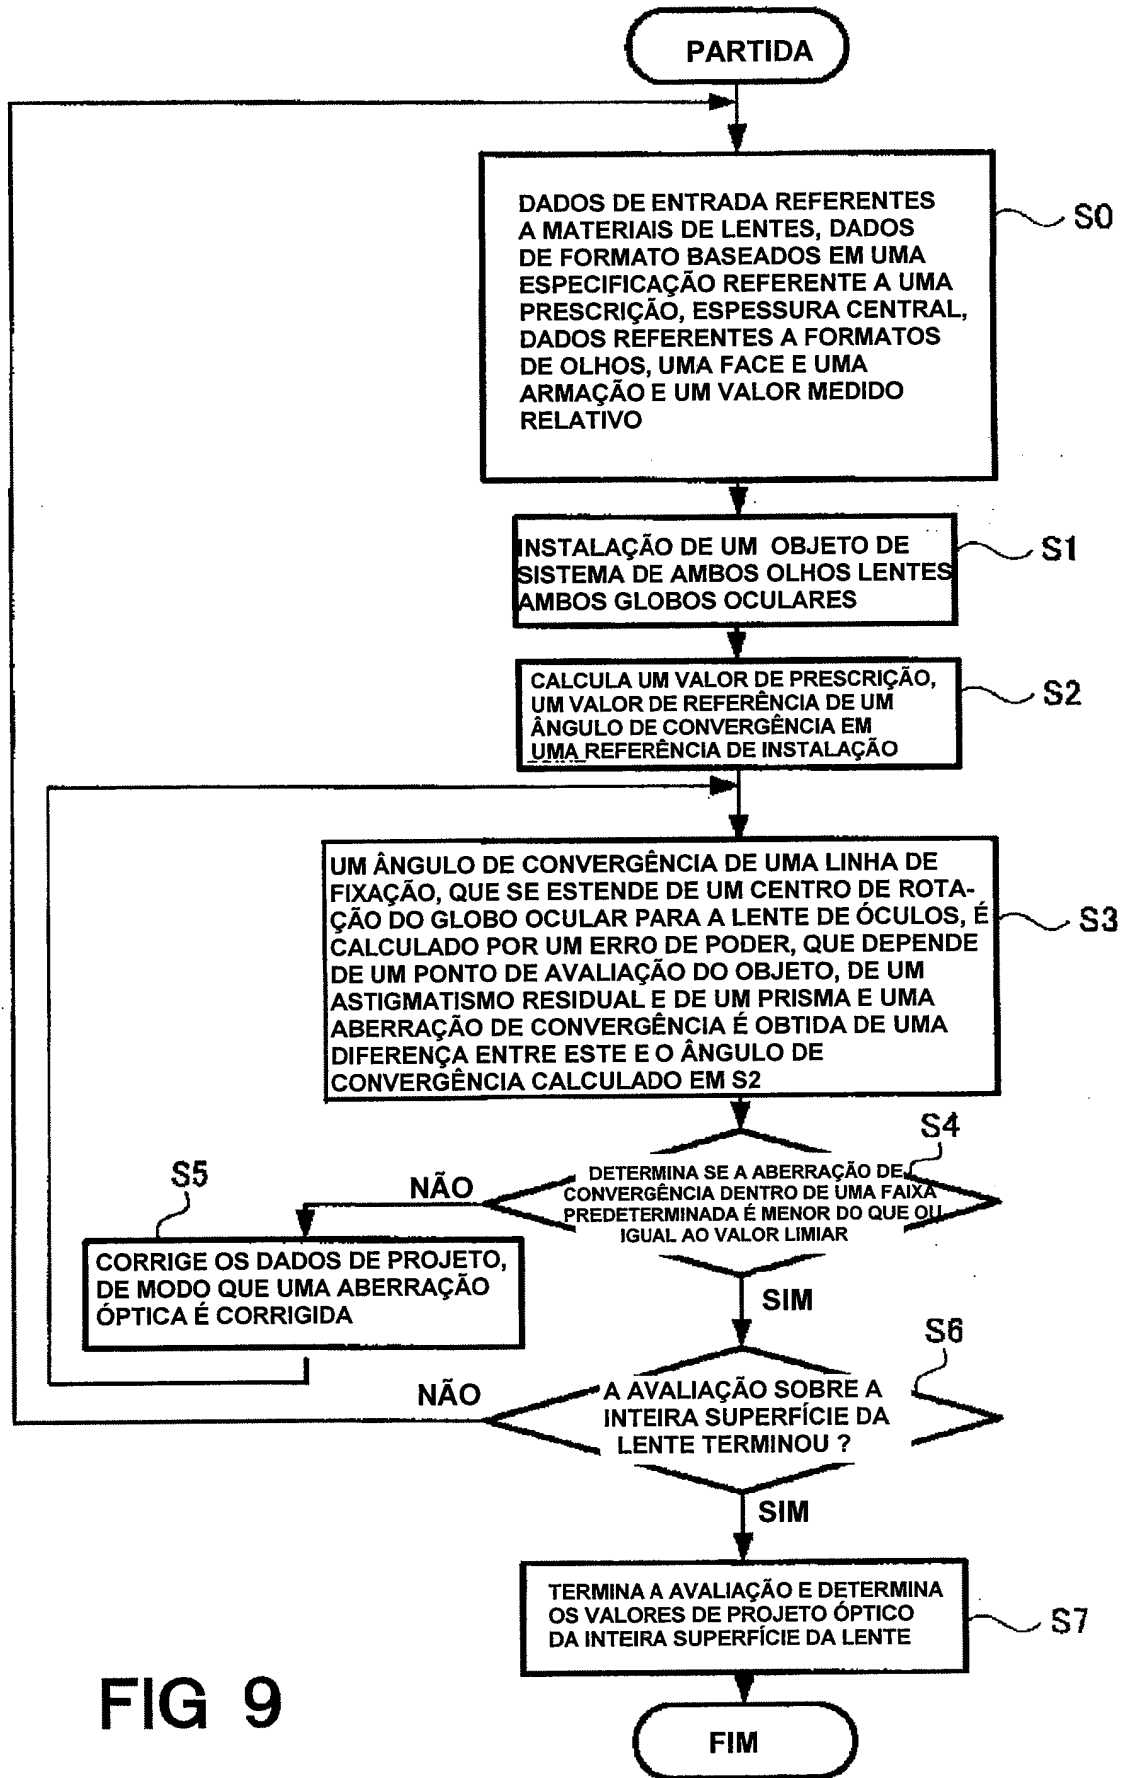 PARTIDA
DADOS DE ENTRADA REFERENTES
A MATERIAIS DE LENTES, DADOS
DE FORMATO BASEADOS EM UMA
ESPECIFICAÇÃO REFERENTE A UMA
PRESCRIÇÃO, ESPESSURA CENTRAL,
DADOS REFERENTES A FORMATOS
DE OLHOS, UMA FACE E UMA
ARMAÇÃO E UM VALOR MEDIDO
RELATIVO
S0
INSTALAÇÃO DE UM OBJETO DE
SISTEMA DE AMBOS OLHOS LENTES
AMBOS GLOBOS OCULARES
S1
CALCULA UM VALOR DE PRESCRIÇÃO,
UM VALOR DE REFERÊNCIA DE UM
ÂNGULO DE CONVERGÊNCIA EM
UMA REFERÊNCIA DE INSTALAÇÃO
S2
UM ÂNGULO DE CONVERGÊNCIA DE UMA LINHA DE
FIXAÇÃO, QUE SE ESTENDE DE UM CENTRO DE ROTA-
ÇÃO DO GLOBO OCULAR PARA A LENTE DE ÓCULOS, É
CALCULADO POR UM ERRO DE PODER, QUE DEPENDE
DE UM PONTO DE AVALIAÇÃO DO OBJETO, DE UM
ASTIGMATISMO RESIDUAL E DE UM PRISMA E UMA
ABERRAÇÃO DE CONVERGÊNCIA É OBTIDA DE UMA
DIFERENÇA ENTRE ESTE E O ÂNGULO DE
CONVERGÊNCIA CALCULADO EM S2
S3
S4
DETERMINA SE A ABERRAÇÃO DE
CONVERGÊNCIA DENTRO DE UMA FAIXA
PREDETERMINADA É MENOR DO QUE OU
IGUAL AO VALOR LIMIAR
NÃO
S5
CORRIGE OS DADOS DE PROJETO,
DE MODO QUE UMA ABERRAÇÃO
ÓPTICA É CORRIGIDA
SIM
S6
NÃO
A AVALIAÇÃO SOBRE A
INTEIRA SUPERFÍCIE DA
LENTE TERMINOU ?
SIM
TERMINA A AVALIAÇÃO E DETERMINA
OS VALORES DE PROJETO ÓPTICO
DA INTEIRA SUPERFÍCIE DA LENTE
S7
FIM
FIG 9